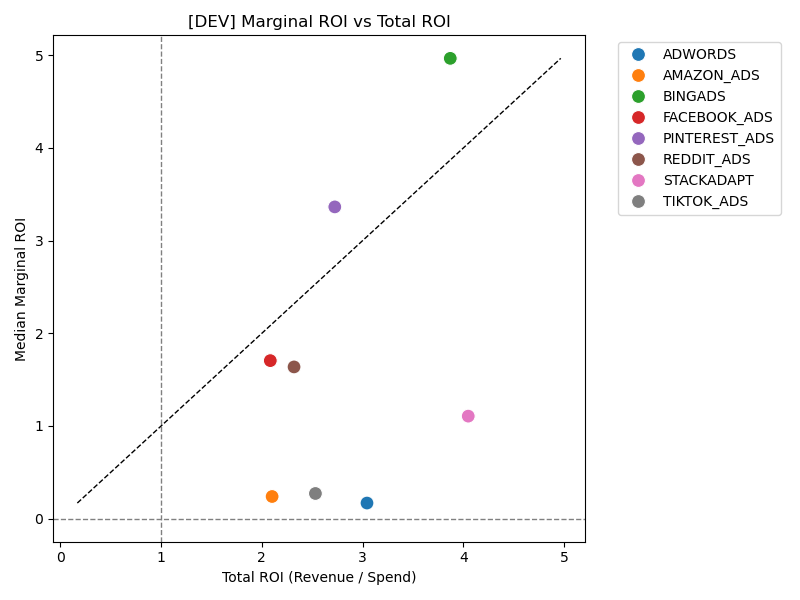 [DEV] Marginal ROI vs Total ROI
ADWORDS
AMAZON_ADS
BINGADS
FACEBOOK_ADS
PINTEREST_ADS
REDDIT_ADS
STACKADAPT
TIKTOK_ADS
Median Marginal ROI
5
4
3
2
1
0
0 1 2 3 4 5
Total ROI (Revenue / Spend)